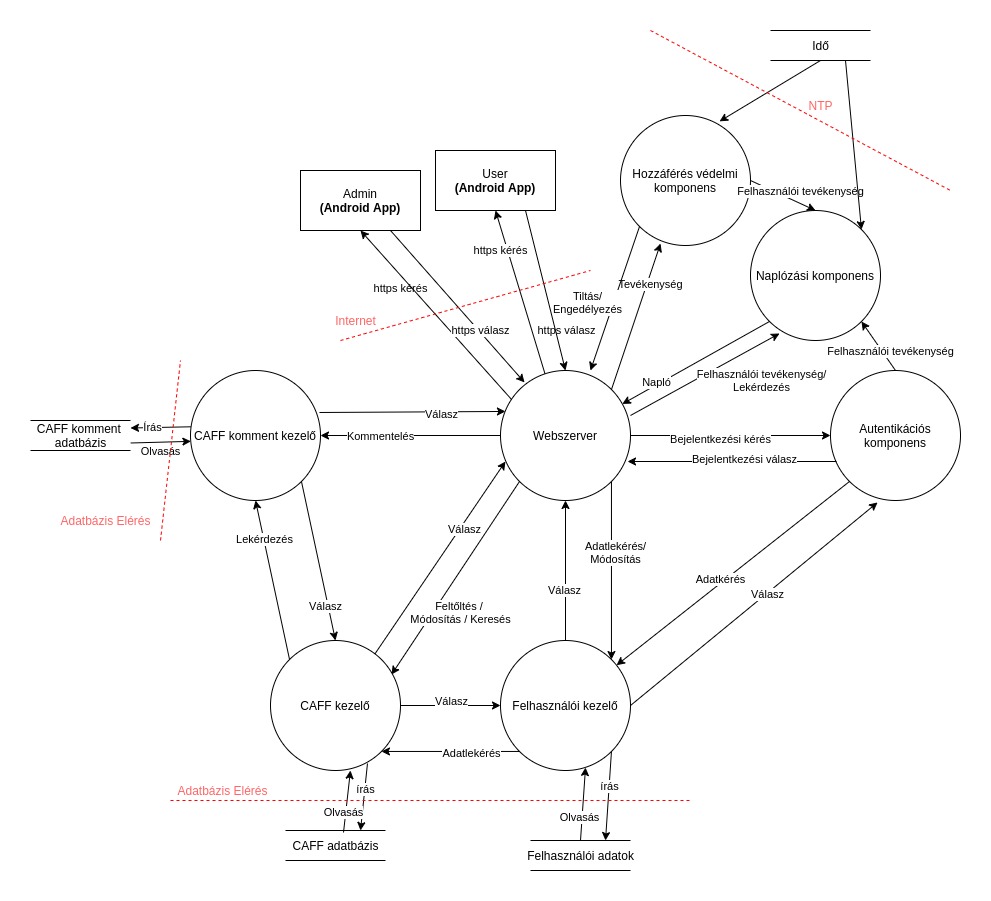 Idő
NTP
Hozzáférés védelmi
komponens
User
(Android App)
Admin
(Android App)
Felhasználói tevékenység
https kérés
Naplózási komponens
https kérés
Tevékenység
Tiltás/
Engedélyezés
Internet
https válasz
https válasz
Felhasználói tevékenység
Napló
Felhasználói tevékenység/
Lekérdezés
Válasz
CAFF komment
adatbázis
Írás
Olvasás
CAFF komment kezelő
Kommentelés
Webszerver
Bejelentkezési kérés
Bejelentkezési válasz
Autentikációs
komponens
Adatbázis Elérés
Lekérdezés
Válasz
Adatlekérés/
Módosítás
Válasz
Adatkérés
Válasz
Válasz
Feltőltés /
Módosítás / Keresés
CAFF kezelő
Válasz
Felhasználói kezelő
Adatlekérés
Adatbázis Elérés
írás
Olvasás
írás
Olvasás
CAFF adatbázis
Felhasználói adatok